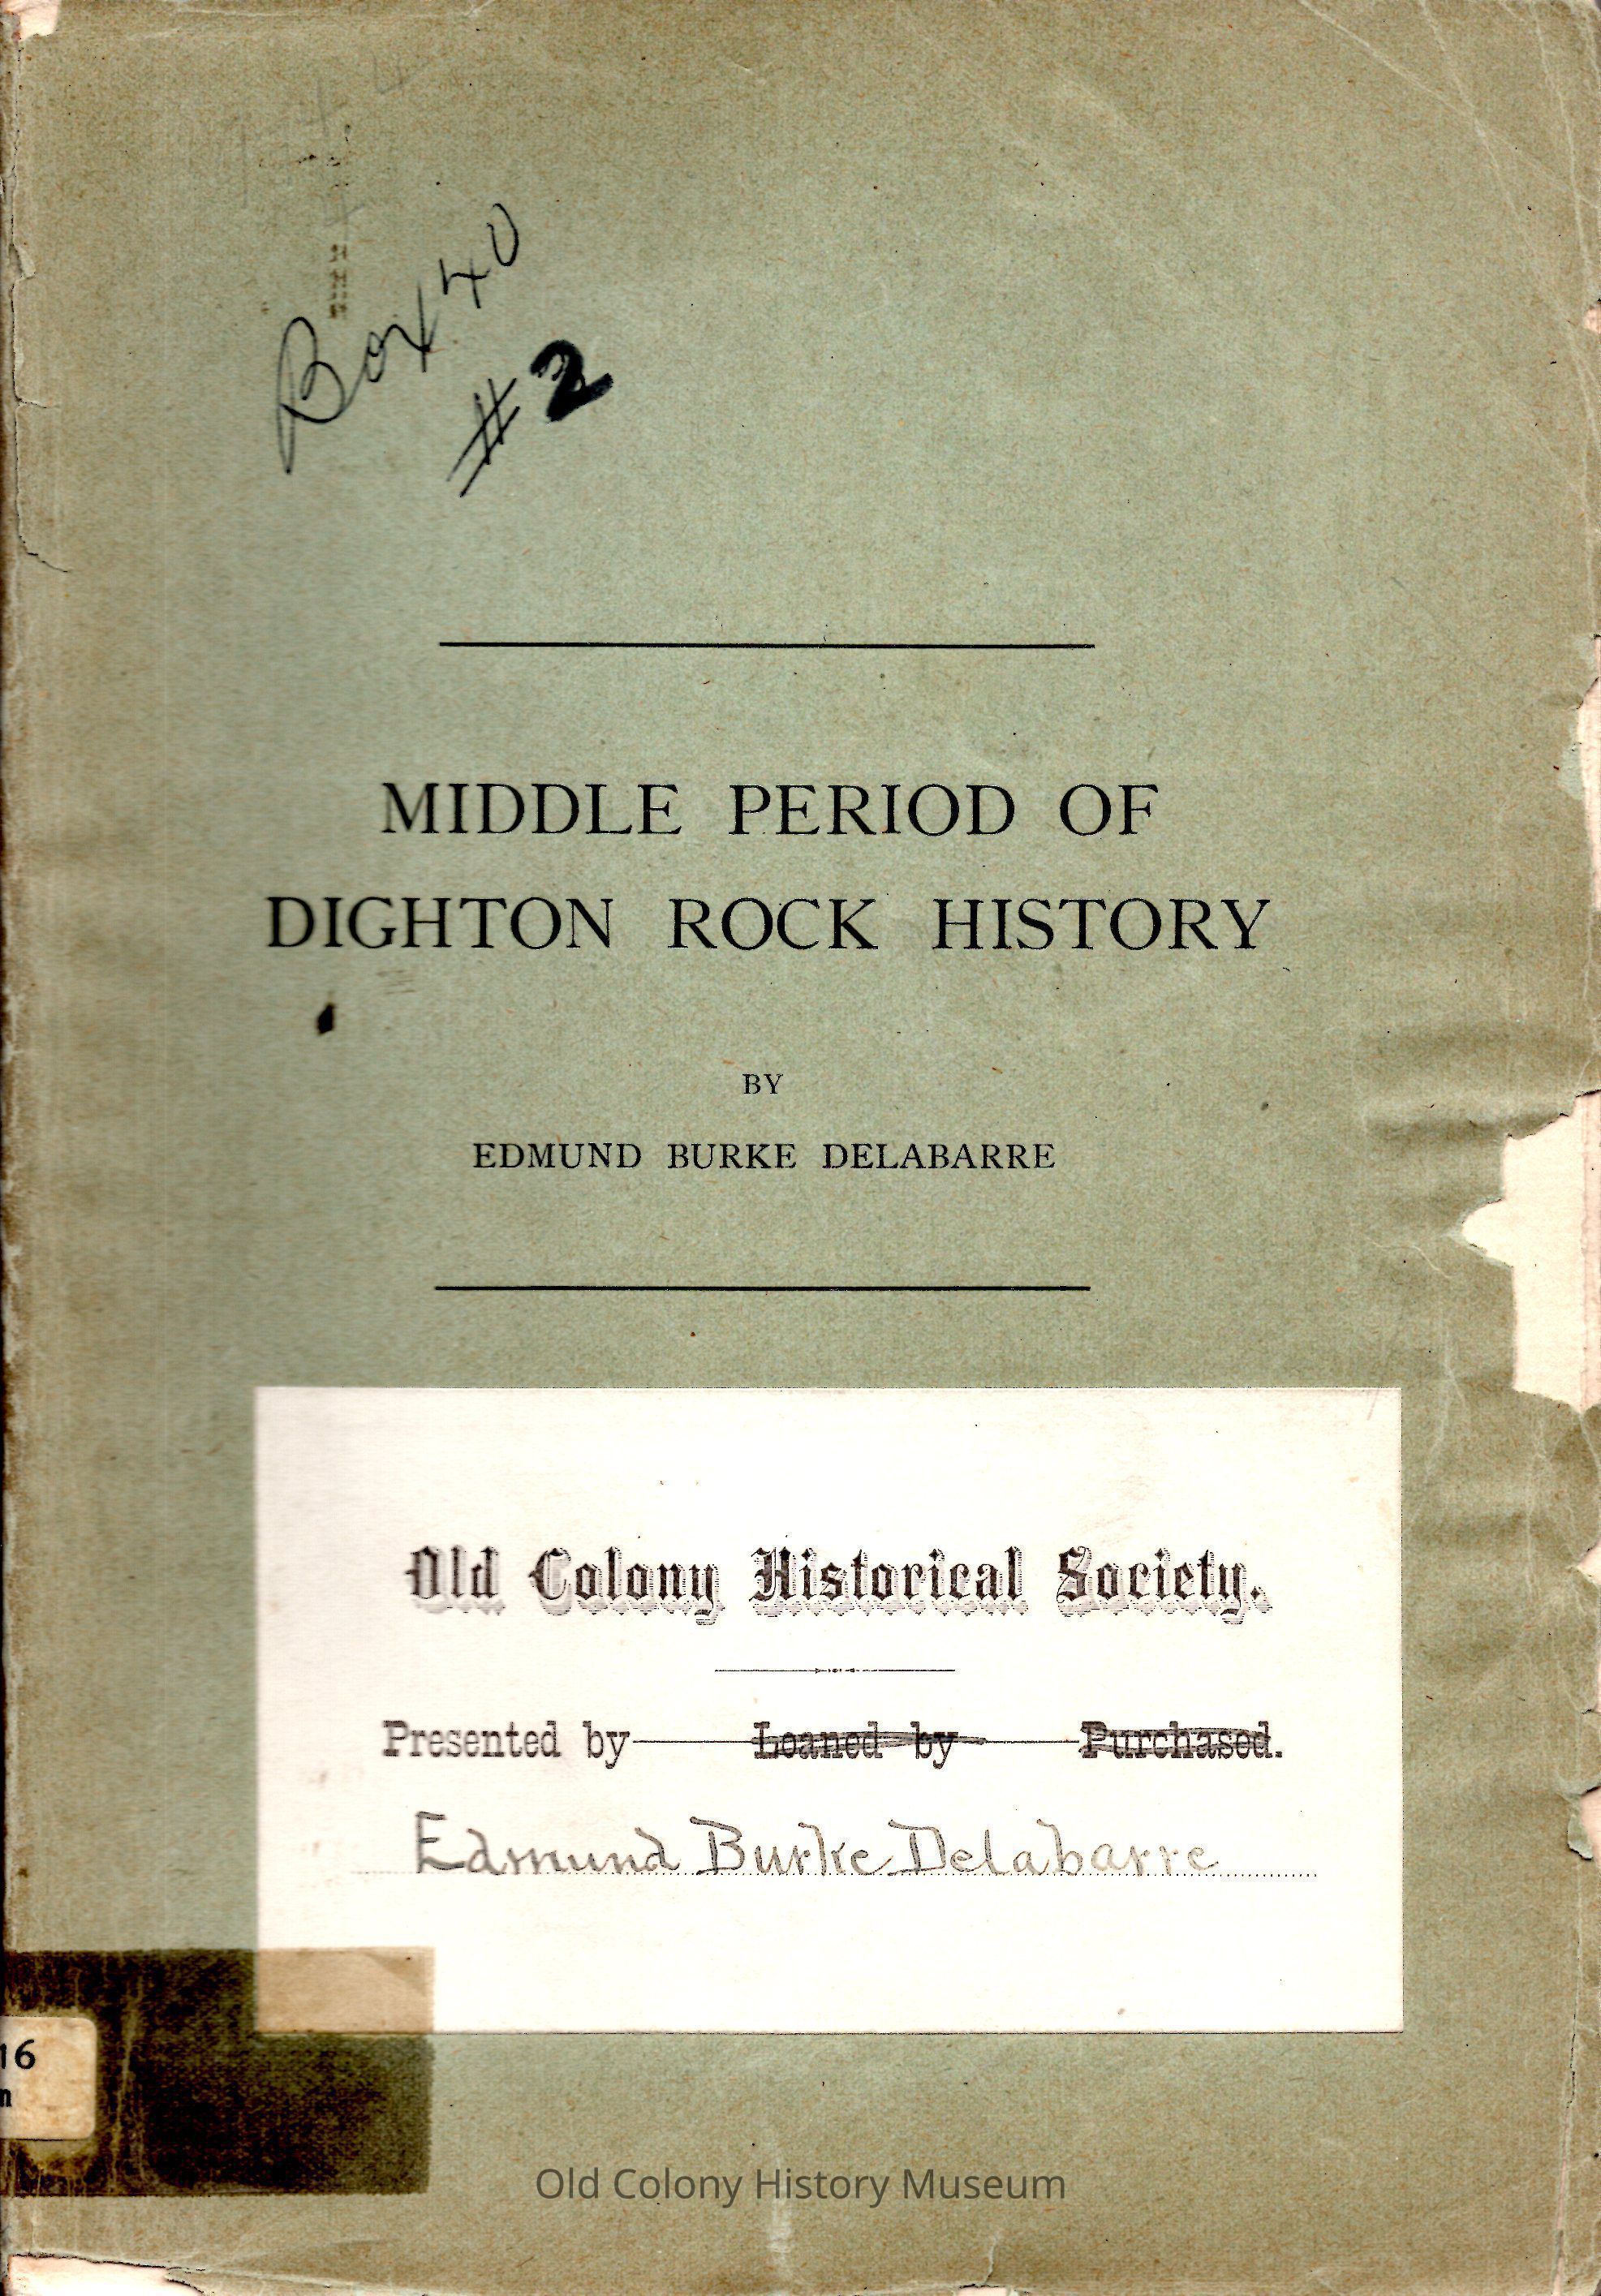 Box 40
#2
MIDDLE PERIOD OF
DIGHTON ROCK HISTORY
BY
EDMUND BURKE DELABARRE
Old Colony Historical Society.
Presented by Loaned by Purchased.
Edmund Burke Delabarre
16
n
Old Colony History Museum